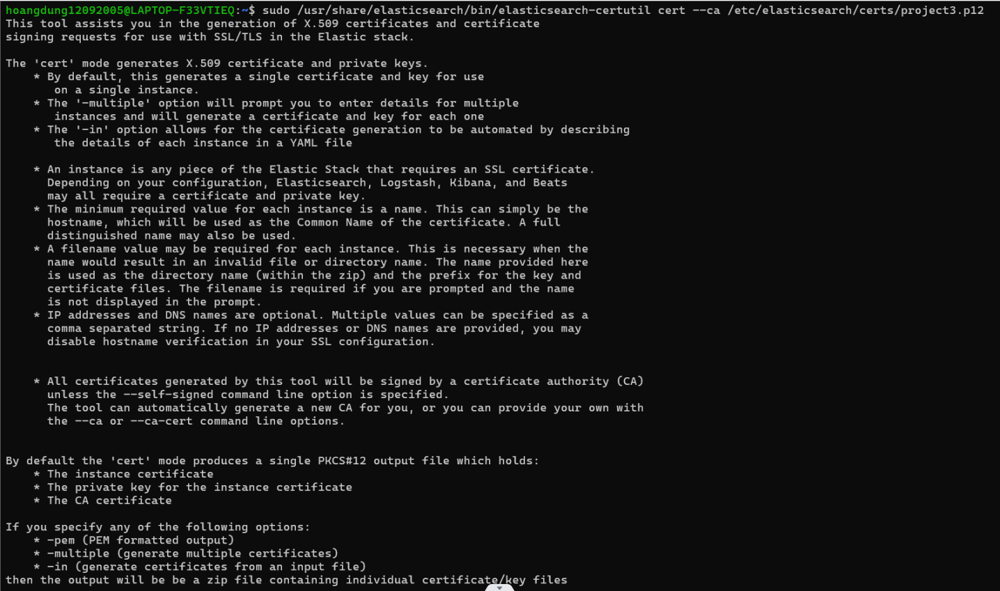 hoangdung12092005@LAPTOP-F33VTIEQ:~$ sudo /usr/share/elasticsearch/bin/elasticsearch-certutil cert --ca /etc/elasticsearch/certs/project3.p12
This tool assists you in the generation of X.509 certificates and certificate
signing requests for use with SSL/TLS in the Elastic stack.

The 'cert' mode generates X.509 certificate and private keys.
    * By default, this generates a single certificate and key for use
       on a single instance.
    * The '-multiple' option will prompt you to enter details for multiple
       instances and will generate a certificate and key for each one
    * The '-in' option allows for the certificate generation to be automated by describing
       the details of each instance in a YAML file

    * An instance is any piece of the Elastic Stack that requires an SSL certificate.
      Depending on your configuration, Elasticsearch, Logstash, Kibana, and Beats
      may all require a certificate and private key.
    * The minimum required value for each instance is a name. This can simply be the
      hostname, which will be used as the Common Name of the certificate. A full
      distinguished name may also be used.
    * A filename value may be required for each instance. This is necessary when the
      name would result in an invalid file or directory name. The name provided here
      is used as the directory name (within the zip) and the prefix for the key and
      certificate files. The filename is required if you are prompted and the name
      is not displayed in the prompt.
    * IP addresses and DNS names are optional. Multiple values can be specified as a
      comma separated string. If no IP addresses or DNS names are provided, you may
      disable hostname verification in your SSL configuration.


    * All certificates generated by this tool will be signed by a certificate authority (CA)
      unless the --self-signed command line option is specified.
      The tool can automatically generate a new CA for you, or you can provide your own with
      the --ca or --ca-cert command line options.


By default the 'cert' mode produces a single PKCS#12 output file which holds:
    * The instance certificate
    * The private key for the instance certificate
    * The CA certificate

If you specify any of the following options:
    * -pem (PEM formatted output)
    * -multiple (generate multiple certificates)
    * -in (generate certificates from an input file)
then the output will be be a zip file containing individual certificate/key files